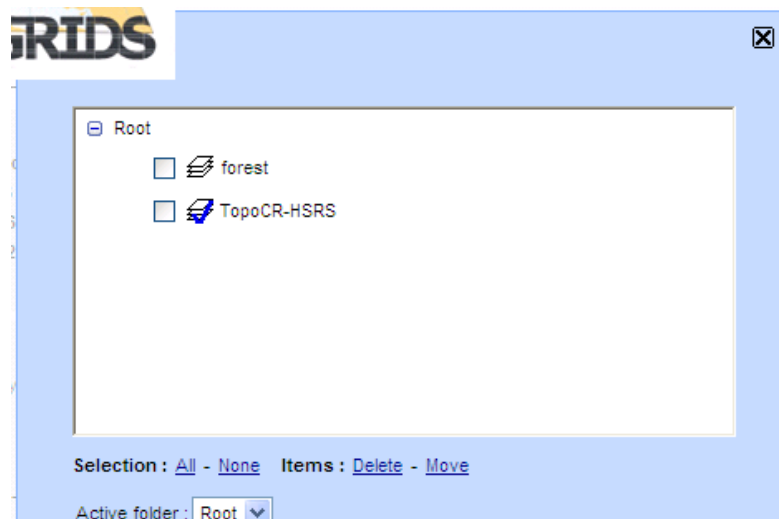 GRIDS
Root
forest
TopoCR-HSRS
Selection : All - None Items : Delete - Move
Active folder : Root